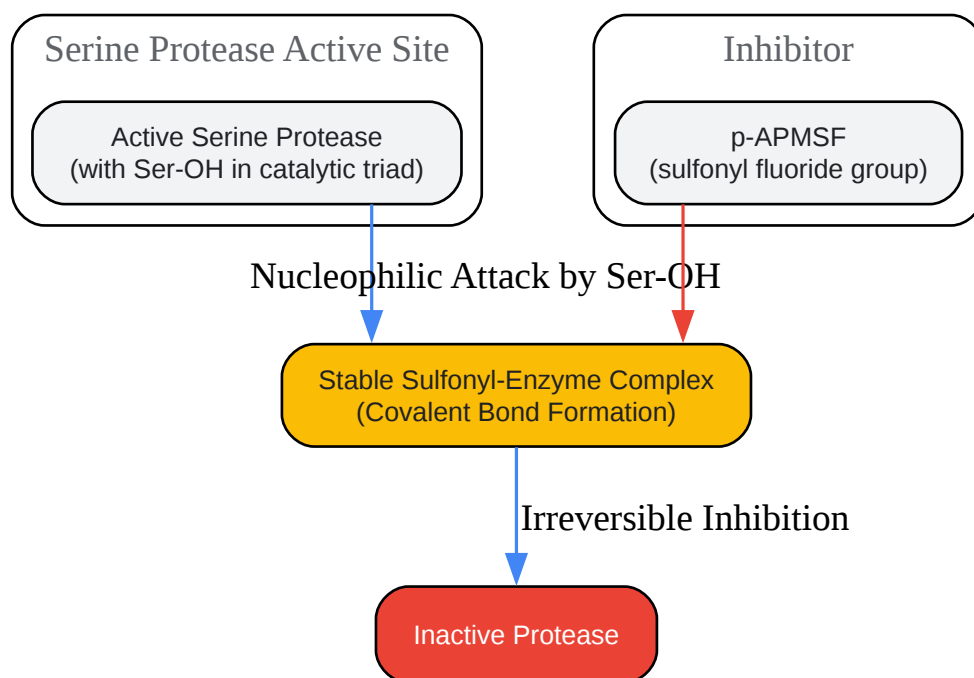 Serine Protease Active Site
Active Serine Protease
(with Ser-OH in catalytic triad)
Inhibitor
p-APMSF
(sulfonyl fluoride group)
Nucleophilic Attack by Ser-OH
Stable Sulfonyl-Enzyme Complex
(Covalent Bond Formation)
Irreversible Inhibition
Inactive Protease